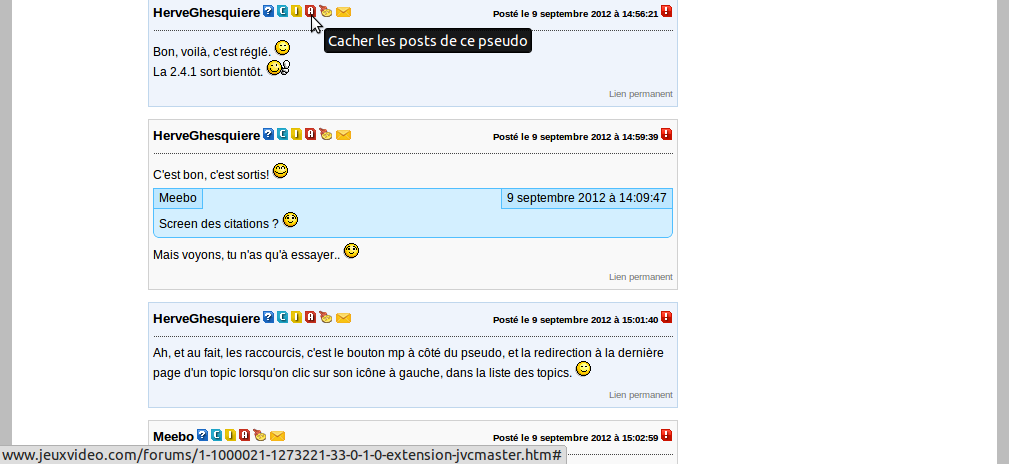 HerveGhesquiere ? C J A Posté le 9 septembre 2012 à 14:56:21 !
Cacher les posts de ce pseudo
Bon, voilà, c'est réglé.
La 2.4.1 sort bientôt.
Lien permanent
HerveGhesquiere ? C J A Posté le 9 septembre 2012 à 14:59:39 !
C'est bon, c'est sortis!
Meebo 9 septembre 2012 à 14:09:47
Screen des citations ?
Mais voyons, tu n'as qu'à essayer..
Lien permanent
HerveGhesquiere ? C J A Posté le 9 septembre 2012 à 15:01:40 !
Ah, et au fait, les raccourcis, c'est le bouton mp à côté du pseudo, et la redirection à la dernière
page d'un topic lorsqu'on clic sur son icône à gauche, dans la liste des topics.
Lien permanent
Meebo ? C J A Posté le 9 septembre 2012 à 15:02:59 !
www.jeuxvideo.com/forums/1-1000021-1273221-33-0-1-0-extension-jvcmaster.htm#